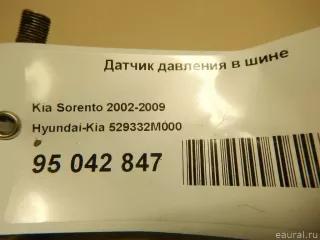 Датчик давления в шине
Kia Sorento 2002-2009
Hyundai-Kia 529332M000
95 042 847
eaural.ru